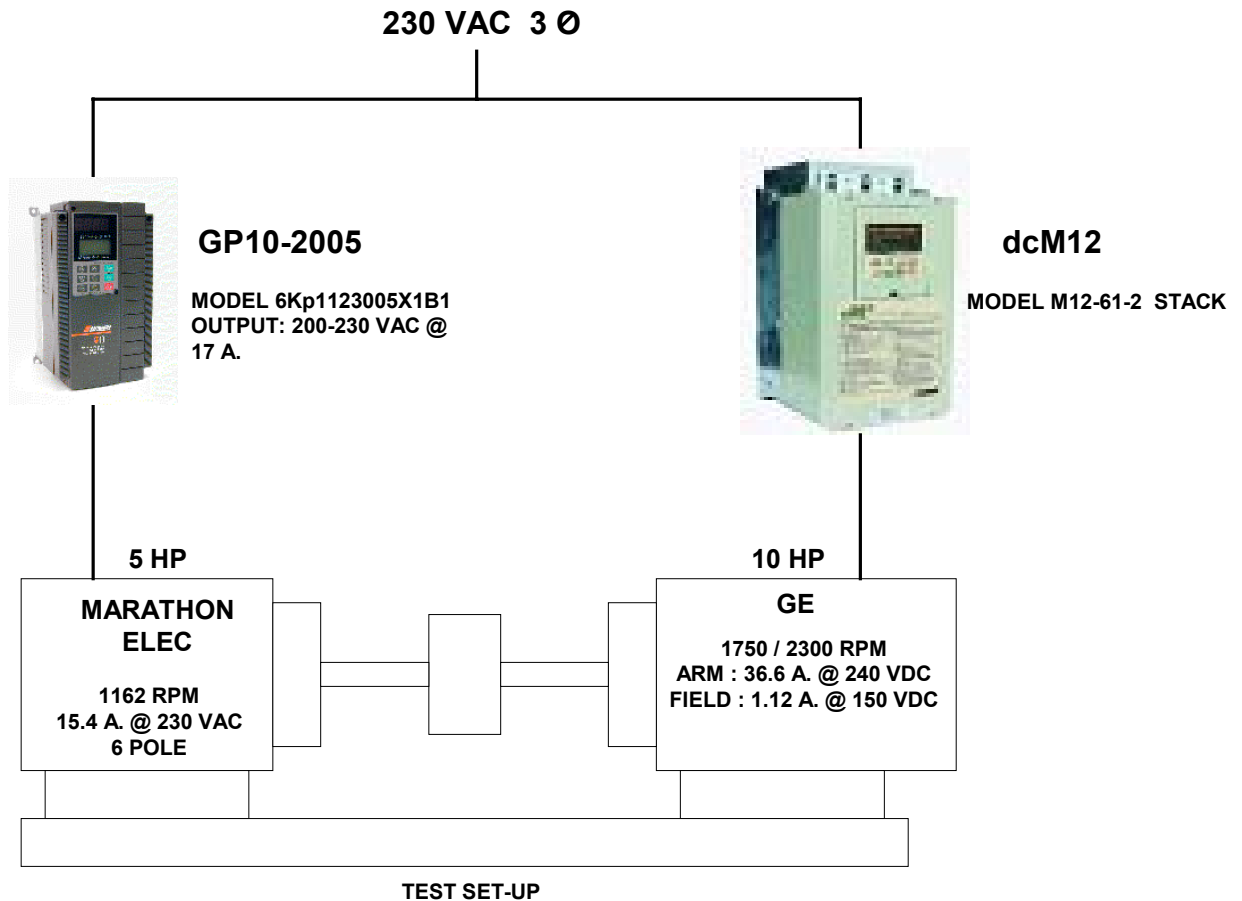 230 VAC 3 Ø
GP10-2005
MODEL 6Kp1123005X1B1
OUTPUT: 200-230 VAC @
17 A.
dcM12
MODEL M12-61-2 STACK
5 HP
MARATHON
ELEC
1162 RPM
15.4 A. @ 230 VAC
6 POLE
10 HP
GE
1750 / 2300 RPM
ARM : 36.6 A. @ 240 VDC
FIELD : 1.12 A. @ 150 VDC
TEST SET-UP